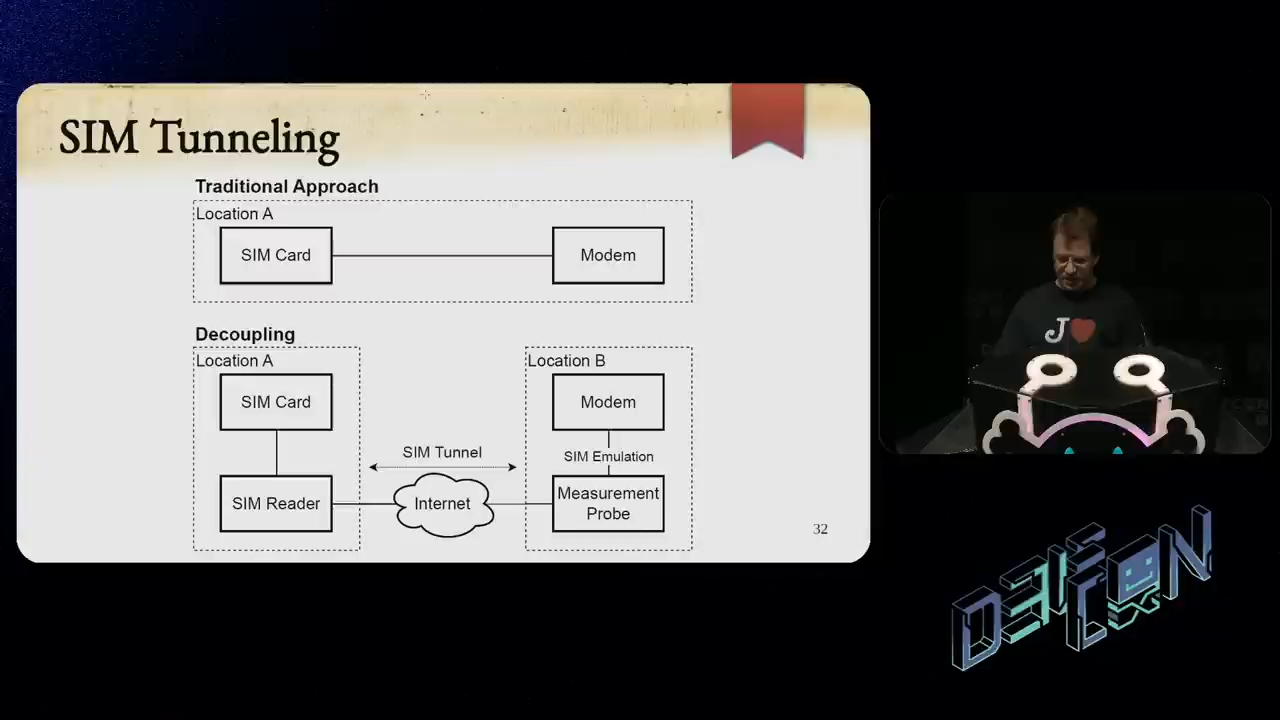 SIM Tunneling
Traditional Approach
Location A
SIM Card
Modem
Decoupling
Location A
Location B
SIM Card
Modem
SIM Tunnel
SIM Emulation
SIM Reader
Internet
Measurement
Probe
32
J
DEF CON